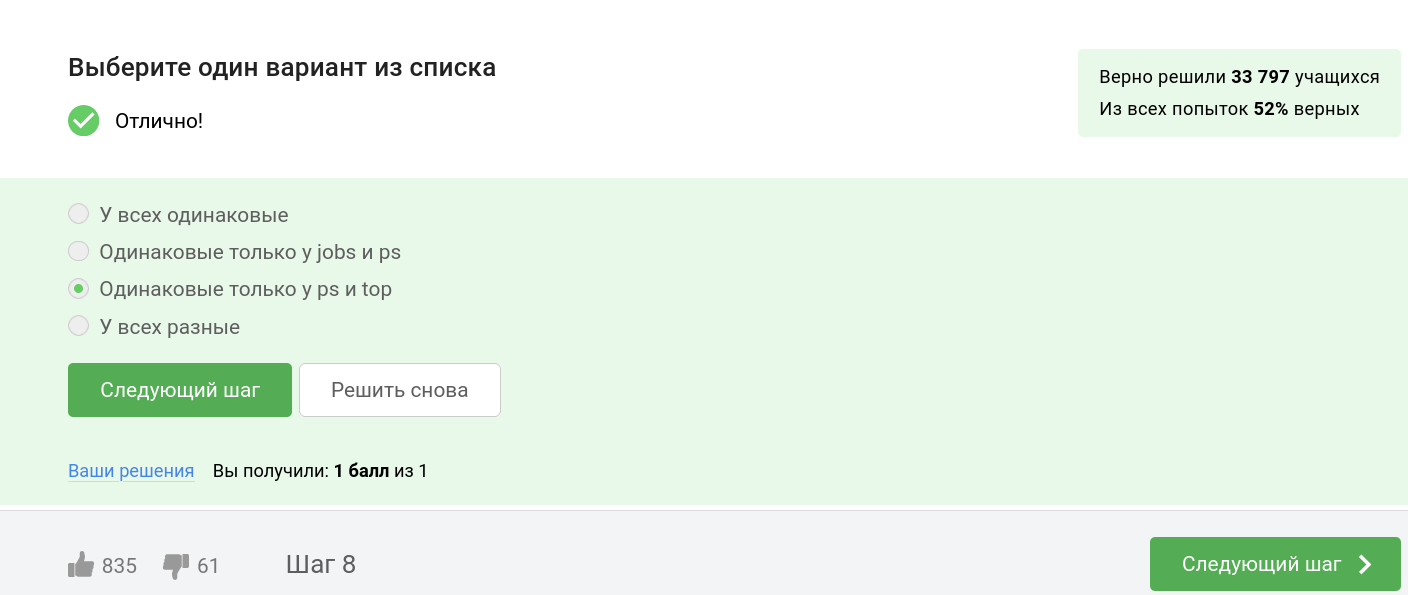 Выберите один вариант из списка
Отлично!
Верно решили 33 797 учащихся
Из всех попыток 52% верных
У всех одинаковые
Одинаковые только у jobs и ps
Одинаковые только у ps и top
У всех разные
Следующий шаг
Решить снова
Ваши решения Вы получили: 1 балл из 1
835 61 Шаг 8
Следующий шаг